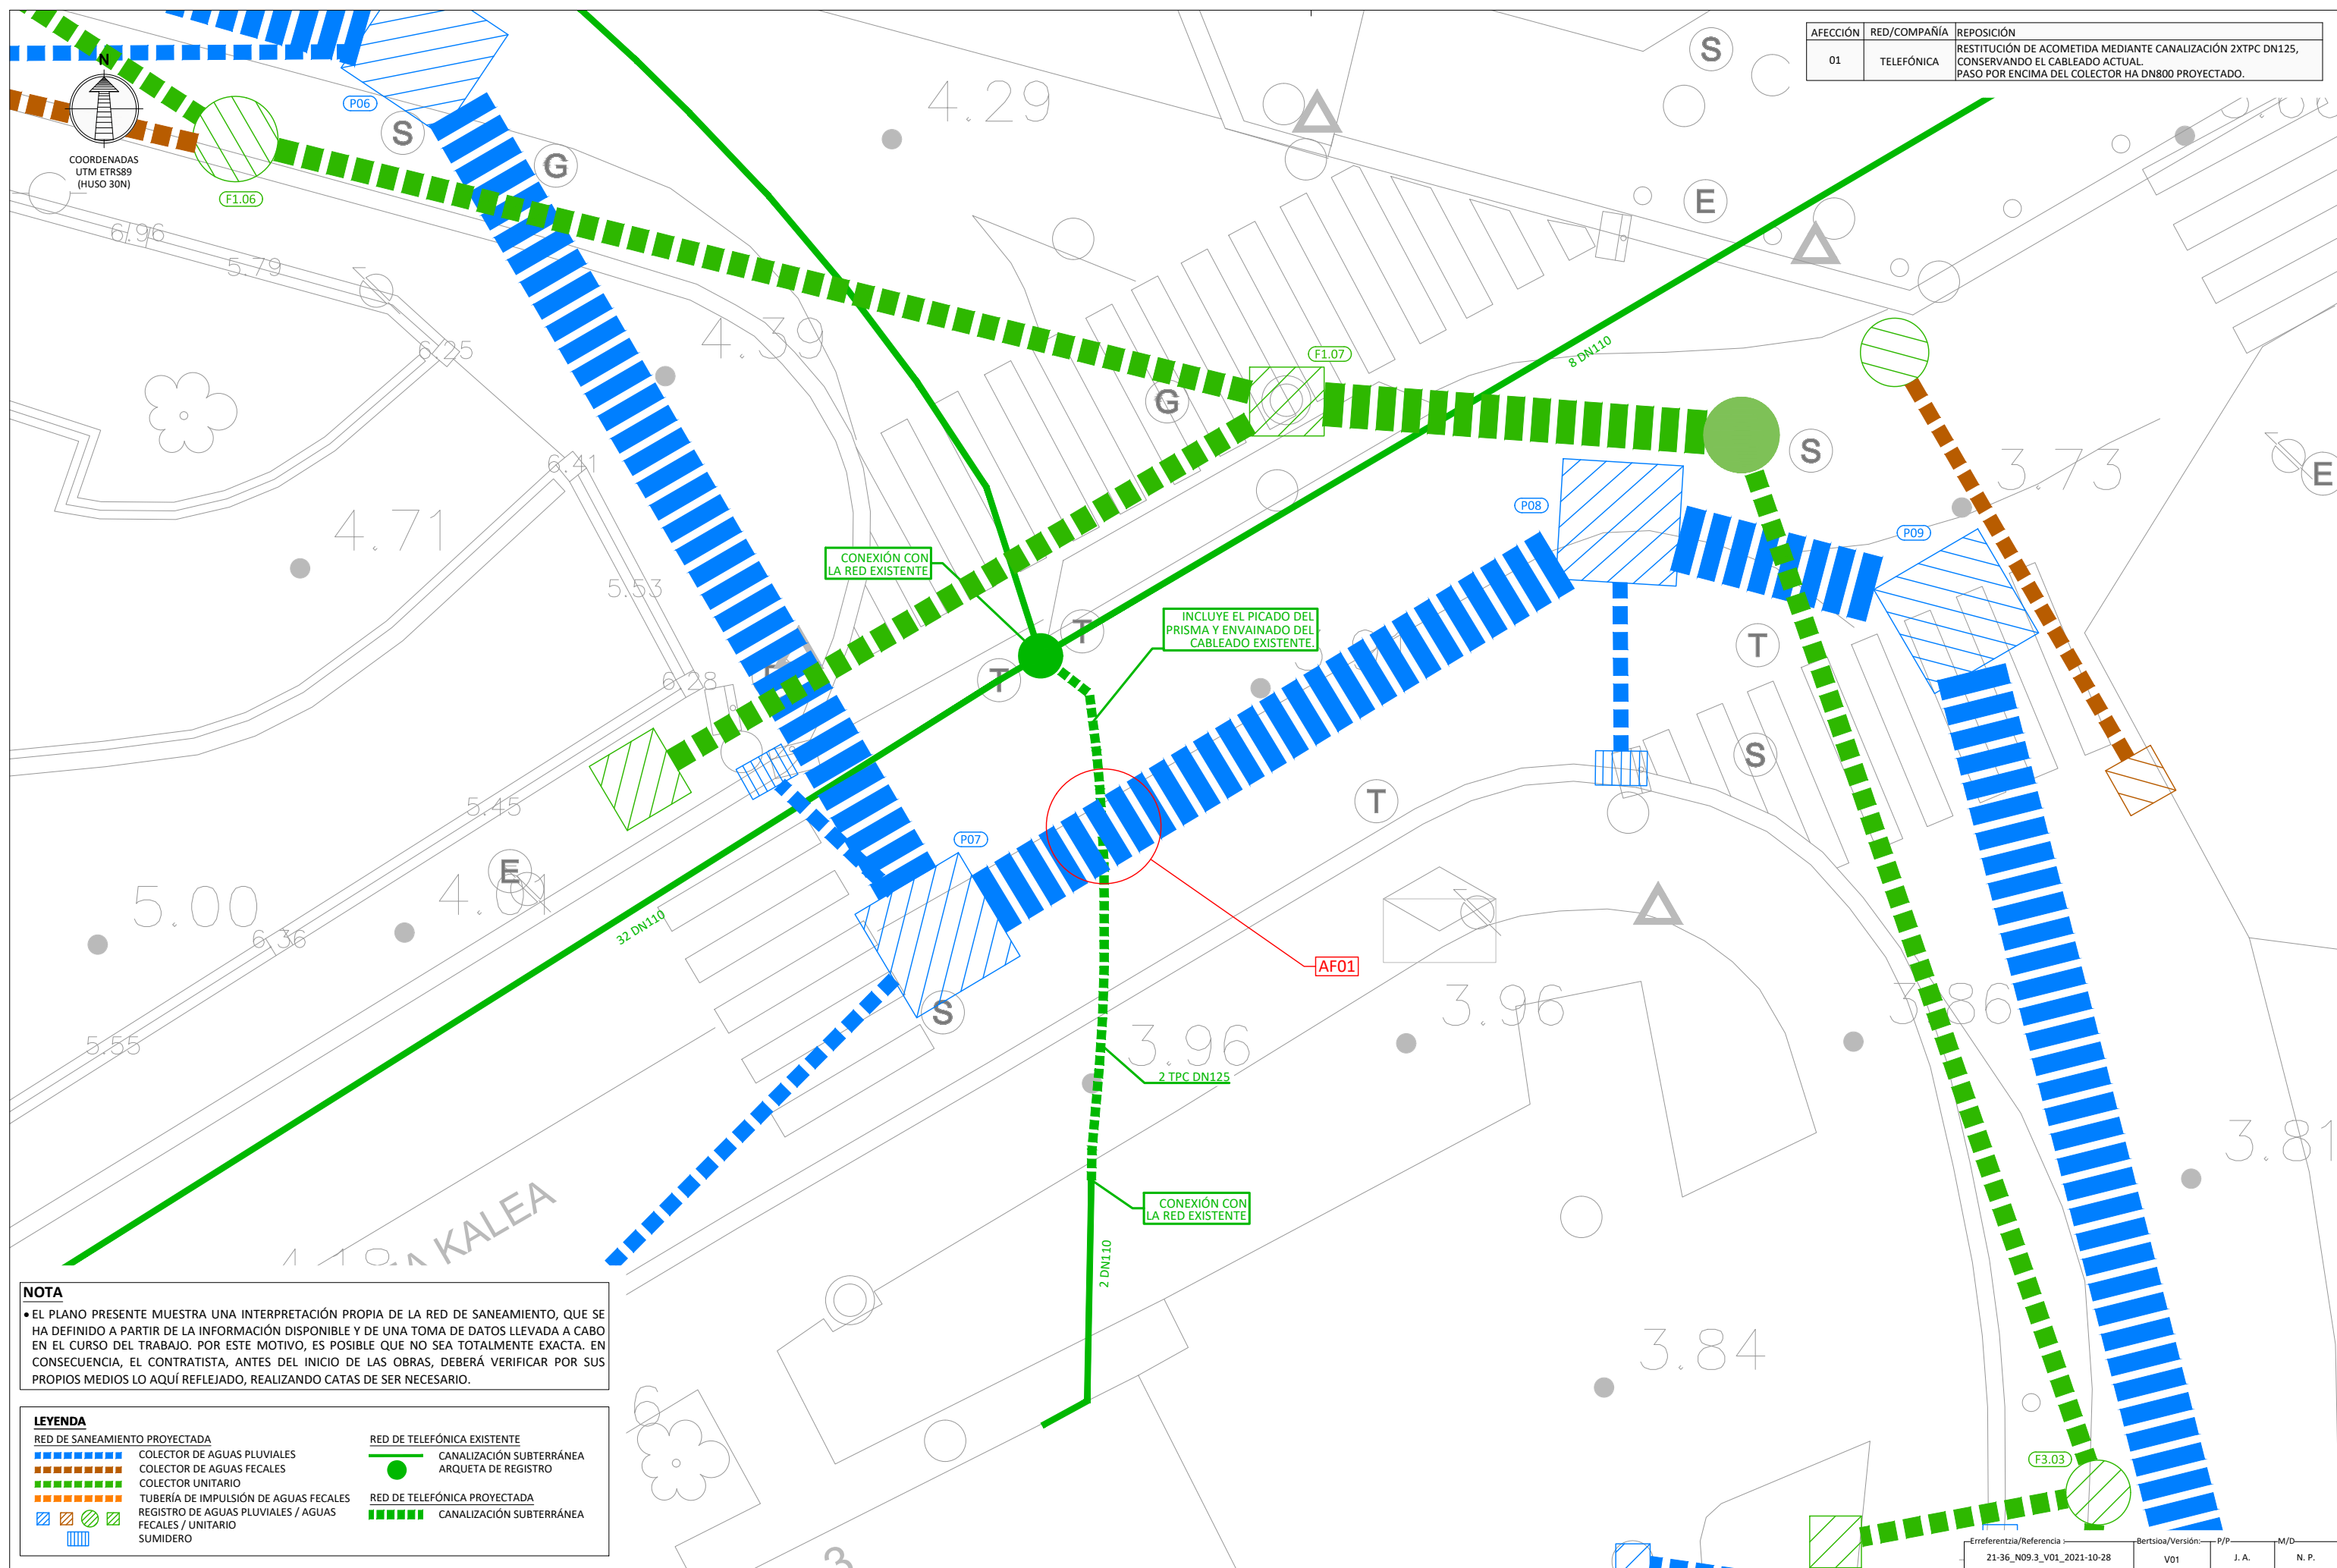 AFECCIÓN RED/COMPAÑÍA REPOSICIÓN
01 TELEFÓNICA RESTITUCIÓN DE ACOMETIDA MEDIANTE CANALIZACIÓN 2XTPC DN125,
CONSERVANDO EL CABLEADO ACTUAL.
PASO POR ENCIMA DEL COLECTOR HA DN800 PROYECTADO.
N
COORDENADAS
UTM ETRS89
(HUSO 30N)
P06
S
G
F1.06
4.29
S
E
6.96
5.79
4.39
6.25
F1.07
G
8 DN110
S
3.73
E
6.41
4.71
P08
P09
CONEXIÓN CON
LA RED EXISTENTE
5.53
INCLUYE EL PICADO DEL
PRISMA Y ENVAINADO DEL
CABLEADO EXISTENTE.
T
T
T
6.28
S
T
5.45
P07
E
5.00
6.36
32 DN110
AF01
S
3.96
3.96
3.86
5.55
2 TPC DN125
3.81
CONEXIÓN CON
LA RED EXISTENTE
KALEA
2 DN110
3.84
6
3
F3.03
NOTA
• EL PLANO PRESENTE MUESTRA UNA INTERPRETACIÓN PROPIA DE LA RED DE SANEAMIENTO, QUE SE
HA DEFINIDO A PARTIR DE LA INFORMACIÓN DISPONIBLE Y DE UNA TOMA DE DATOS LLEVADA A CABO
EN EL CURSO DEL TRABAJO. POR ESTE MOTIVO, ES POSIBLE QUE NO SEA TOTALMENTE EXACTA. EN
CONSECUENCIA, EL CONTRATISTA, ANTES DEL INICIO DE LAS OBRAS, DEBERÁ VERIFICAR POR SUS
PROPIOS MEDIOS LO AQUÍ REFLEJADO, REALIZANDO CATAS DE SER NECESARIO.
LEYENDA
RED DE SANEAMIENTO PROYECTADA
COLECTOR DE AGUAS PLUVIALES
COLECTOR DE AGUAS FECALES
COLECTOR UNITARIO
TUBERÍA DE IMPULSIÓN DE AGUAS FECALES
REGISTRO DE AGUAS PLUVIALES / AGUAS
FECALES / UNITARIO
SUMIDERO
RED DE TELEFÓNICA EXISTENTE
CANALIZACIÓN SUBTERRÁNEA
ARQUETA DE REGISTRO
RED DE TELEFÓNICA PROYECTADA
CANALIZACIÓN SUBTERRÁNEA
Erreferentzia/Referencia : Bertsioa/Versión: P/P M/D
21-36_N09.3_V01_2021-10-28 V01 J. A. N. P.